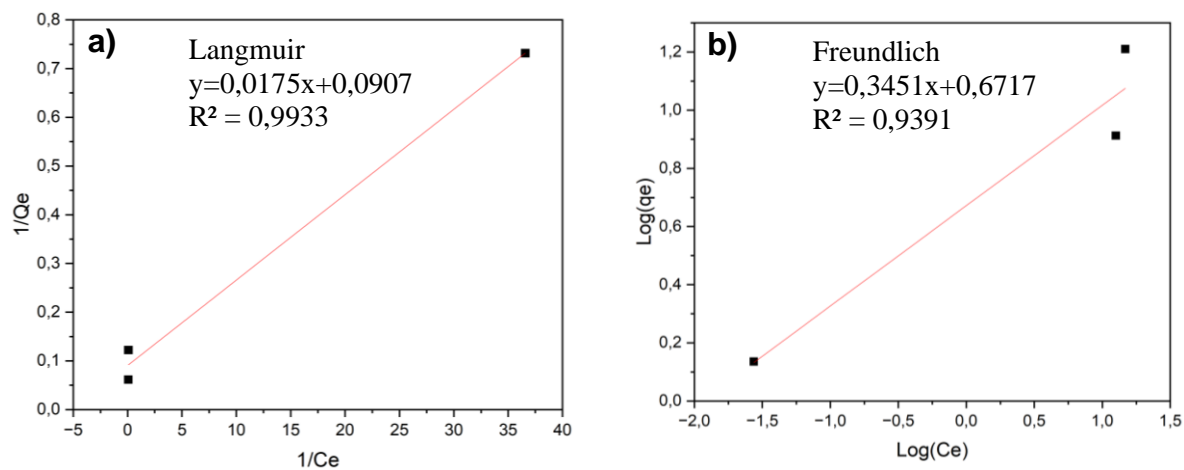 a)
Langmuir
y=0,0175x+0,0907
R² = 0,9933
0,8
0,7
0,6
0,5
0,4
0,3
0,2
0,1
0,0
1/Qe
−5 0 5 10 15 20 25 30 35 40
1/Ce
b)
Freundlich
y=0,3451x+0,6717
R² = 0,9391
1,2
1,0
0,8
0,6
0,4
0,2
0,0
Log(qe)
−2,0 −1,5 −1,0 −0,5 0,0 0,5 1,0 1,5
Log(Ce)